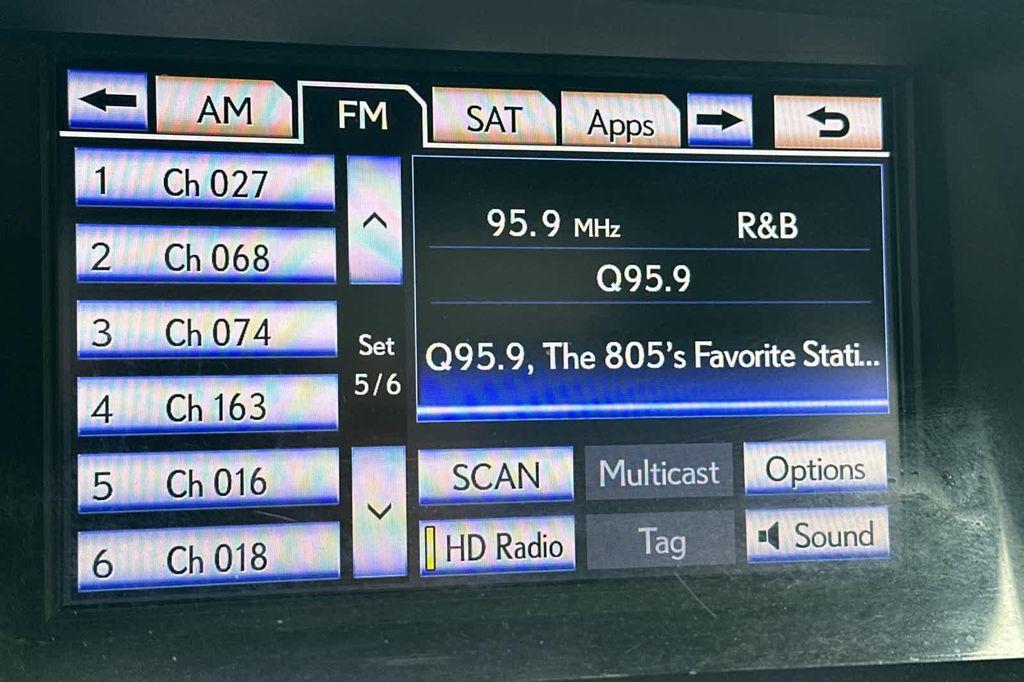 AM
FM
SAT
Apps
1 Ch 027
2 Ch 068
3 Ch 074
4 Ch 163
5 Ch 016
6 Ch 018
Set
5/6
95.9 MHz R&B
Q95.9
Q95.9, The 805's Favorite Stati...
SCAN
Multicast
Options
HD Radio
Tag
Sound